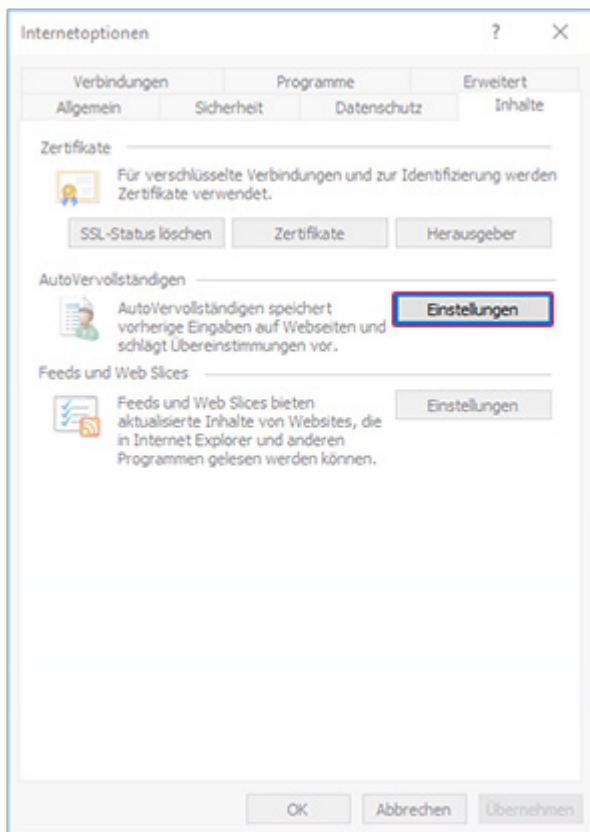 Internetoptionen
Verbindungen Programme Erweitert
Allgemein Sicherheit Datenschutz Inhalte
Zertifikate
Für verschlüsselte Verbindungen und zur Identifizierung werden
Zertifikate verwendet.
SSL-Status löschen Zertifikate Herausgeber
AutoVervollständigen
AutoVervollständigen speichert
vorherige Eingaben auf Webseiten und
schlägt Übereinstimmungen vor.
Einstellungen
Feeds und Web Slices
Feeds und Web Slices bieten
aktualisierte Inhalte von Websites, die
in Internet Explorer und anderen
Programmen gelesen werden können.
Einstellungen
OK Abbrechen Übernehmen